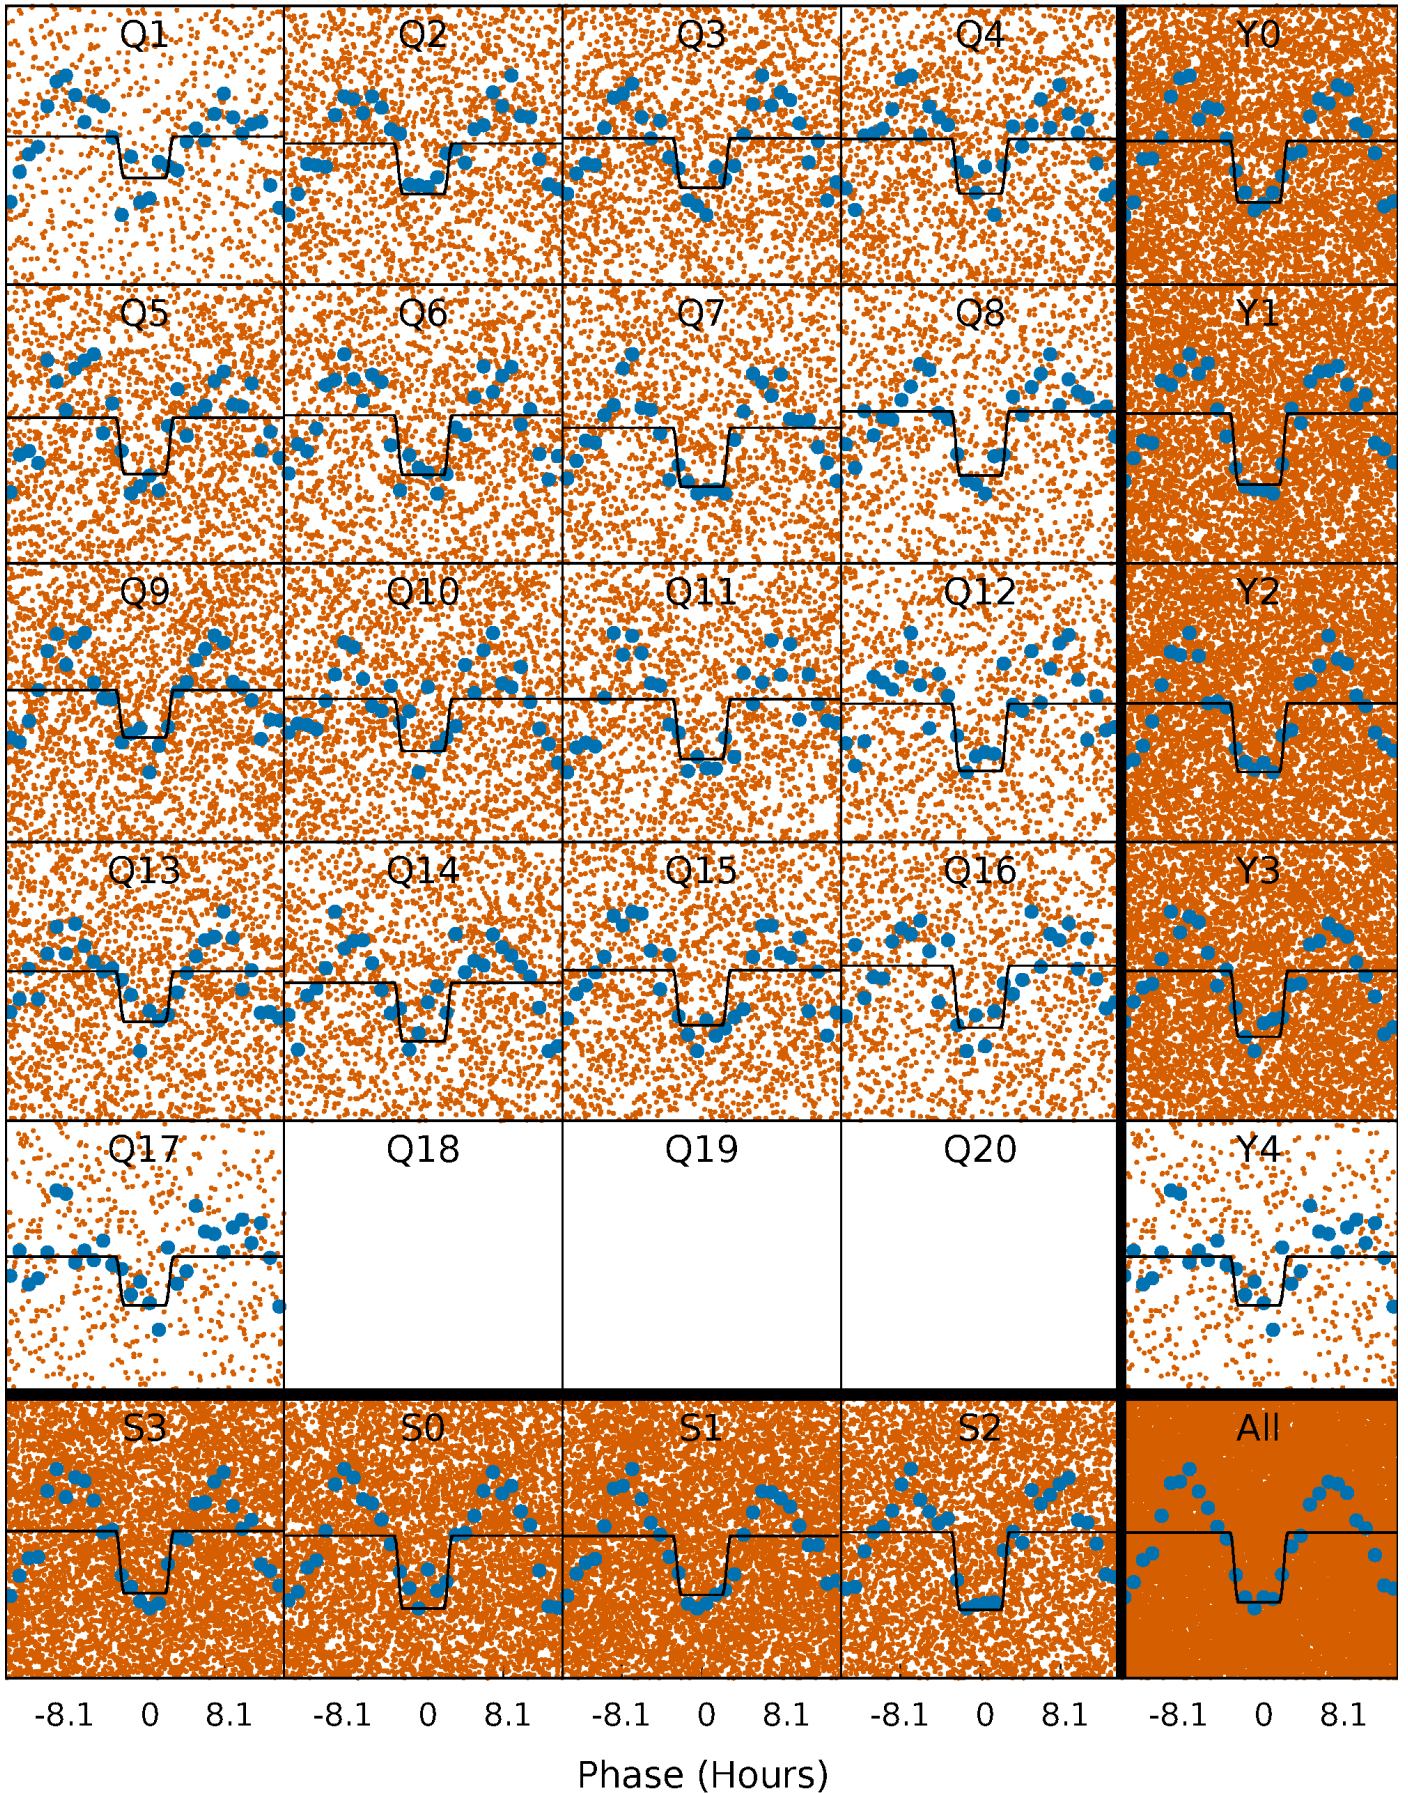 Q1 Q2 Q3 Q4 Y0
Q5 Q6 Q7 Q8 Y1
Q9 Q10 Q11 Q12 Y2
Q13 Q14 Q15 Q16 Y3
Q17 Q18 Q19 Q20 Y4
S3 S0 S1 S2 All
-8.1 0 8.1 -8.1 0 8.1 -8.1 0 8.1 -8.1 0 8.1 -8.1 0 8.1
Phase (Hours)